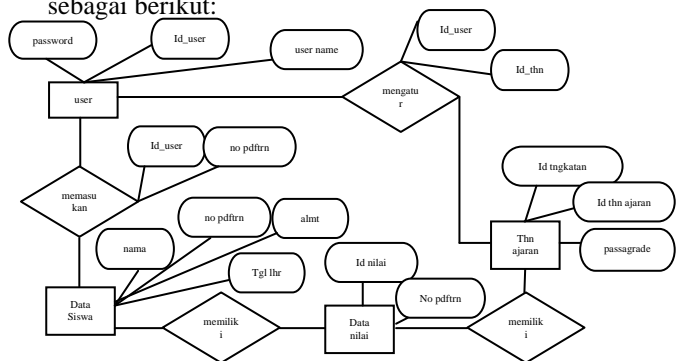 sebagai berikut:
password
Id_user
user name
Id_user
Id_thn
user
mengatu
r
Id_user
no pdftrn
memasu
kan
Id tngkatan
Id thn ajaran
no pdftrn
almt
nama
Thn
ajaran
passagrade
Id nilai
Tgl lhr
No pdftrn
Data
Siswa
memilik
i
Data
nilai
memilik
i